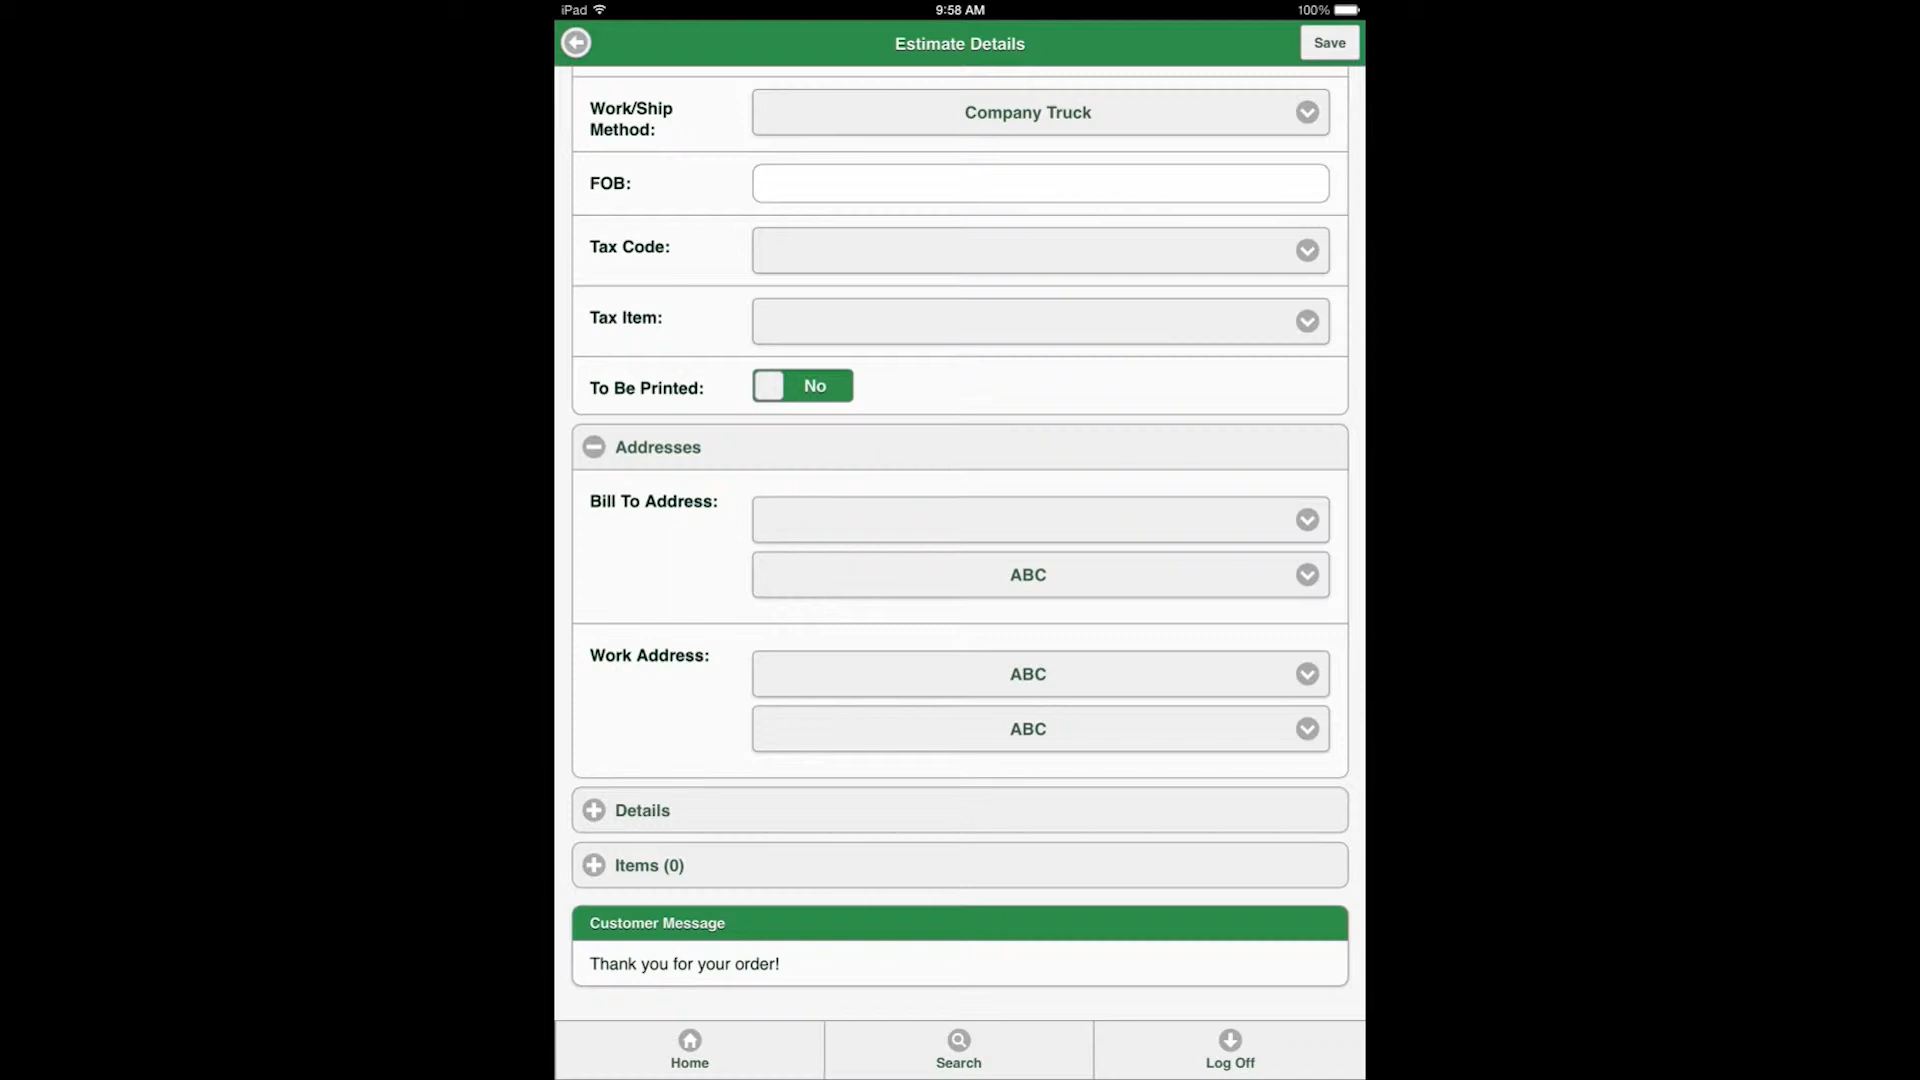 iPad
9:58 AM
100%
Estimate Details
Save
Work/Ship
Method:
Company Truck
FOB:
Tax Code:
Tax Item:
To Be Printed:
No
Addresses
Bill To Address:
ABC
Work Address:
ABC
ABC
Details
Items (0)
Customer Message
Thank you for your order!
Home
Search
Log Off